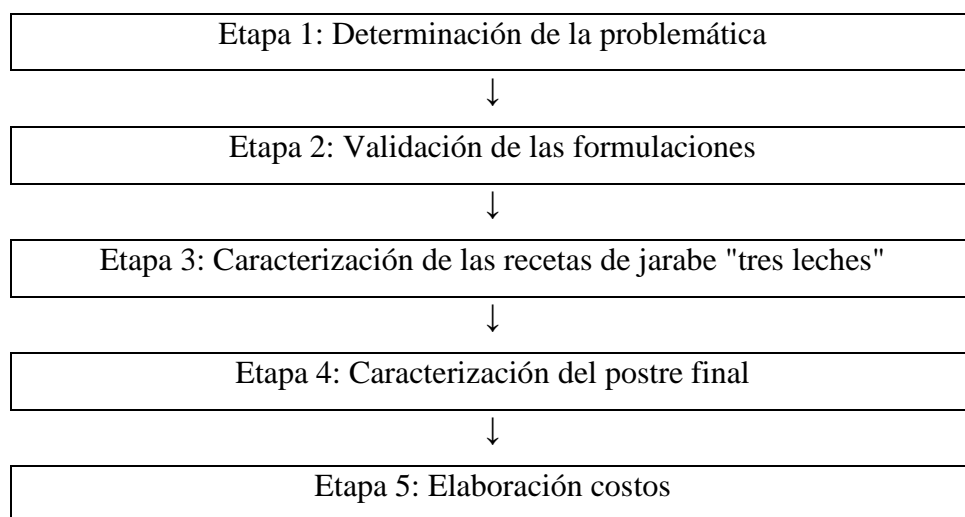 Etapa 1: Determinación de la problemática
↓
Etapa 2: Validación de las formulaciones
↓
Etapa 3: Caracterización de las recetas de jarabe "tres leches"
↓
Etapa 4: Caracterización del postre final
↓
Etapa 5: Elaboración costos